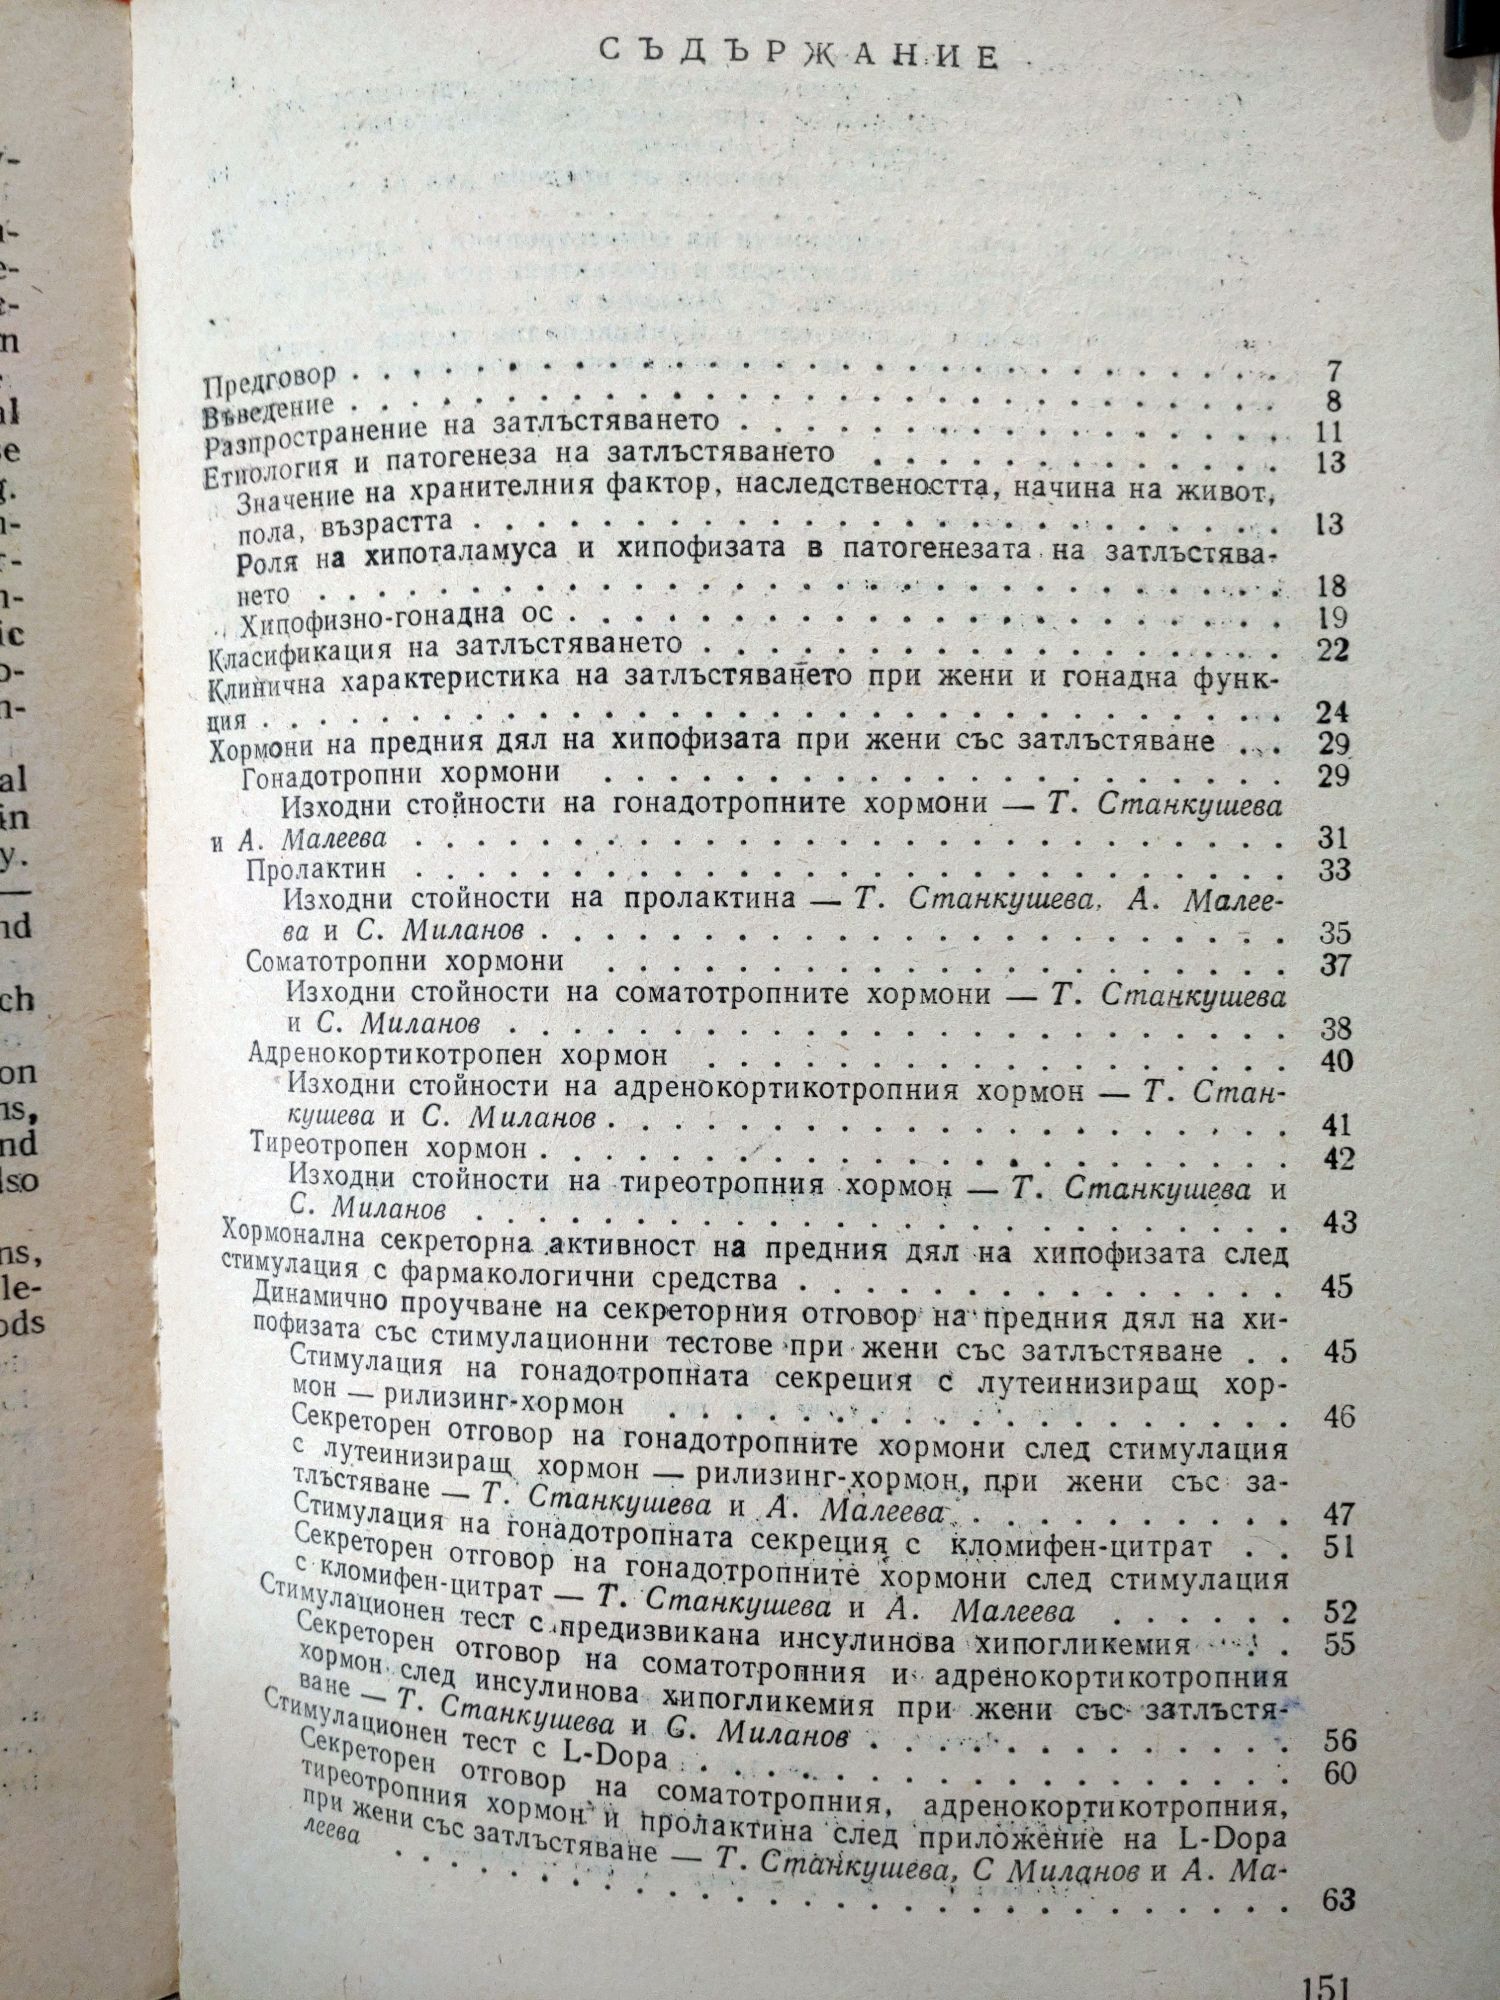 СЪДЪРЖАНИЕ
Предговор . . . . . . . . . . . . . . . . . . . . 7
Въведение . . . . . . . . . . . . . . . . . . . . 8
Разпространение на затлъстяването . . . . . . . . . . 11
Етиология и патогенеза на затлъстяването . . . . . . . . 13
Значение на хранителния фактор, наследствеността, начина на живот,
пола, възрастта . . . . . . . . . . . . . . . . . . 13
Роля на хипоталамуса и хипофизата в патогенезата на затлъстява-
нето . . . . . . . . . . . . . . . . . . . . . 18
Хипофизно-гонадна ос . . . . . . . . . . . . . . . 19
Класификация на затлъстяването . . . . . . . . . . . . 22
Клинична характеристика на затлъстяването при жени и гонадна функ-
ция . . . . . . . . . . . . . . . . . . . . . . 24
Хормони на предния дял на хипофизата при жени със затлъстяване . . . 29
Гонадотропни хормони . . . . . . . . . . . . . . . 29
Изходни стойности на гонадотропните хормони — Т. Станкушева
и А. Малеева . . . . . . . . . . . . . . . . . . . 31
Пролактин . . . . . . . . . . . . . . . . . . . 33
Изходни стойности на пролактина — Т. Станкушева, А. Малее-
ва и С. Миланов . . . . . . . . . . . . . . . . . 35
Соматотропни хормони . . . . . . . . . . . . . . . 37
Изходни стойности на соматотропните хормони — Т. Станкушева
и С. Миланов . . . . . . . . . . . . . . . . . . 38
Адренокортикотропен хормон . . . . . . . . . . . . . 40
Изходни стойности на адренокортикотропния хормон — Т. Стан-
кушева и С. Миланов . . . . . . . . . . . . . . . 41
Тиреотропен хормон . . . . . . . . . . . . . . . . 42
Изходни стойности на тиреотропния хормон — Т. Станкушева и
С. Миланов . . . . . . . . . . . . . . . . . . . 43
Хормонална секреторна активност на предния дял на хипофизата след
стимулация с фармакологични средства . . . . . . . . . . 45
Динамично проучване на секреторния отговор на предния дял на хи-
пофизата със стимулационни тестове при жени със затлъстяване . . 45
Стимулация на гонадотропната секреция с лутеинизиращ хор-
мон — рилизинг-хормон . . . . . . . . . . . . . . 46
Секреторен отговор на гонадотропните хормони след стимулация
с лутеинизиращ хормон — рилизинг-хормон, при жени със за-
тлъстяване — Т. Станкушева и А. Малеева . . . . . . . . 47
Стимулация на гонадотропната секреция с кломифен-цитрат . . 51
Секреторен отговор на гонадотропните хормони след стимулация
с кломифен-цитрат — Т. Станкушева и А. Малеева . . . . . . 52
Стимулационен тест с предизвикана инсулинова хипогликемия . . . 55
Секреторен отговор на соматотропния и адренокортикотропния
хормон след инсулинова хипогликемия при жени със затлъстя-
ване — Т. Станкушева и С. Миланов . . . . . . . . . . 56
Стимулационен тест с L-Dopa . . . . . . . . . . . . . 60
Секреторен отговор на соматотропния, адренокортикотропния,
тиреотропния хормон и пролактина след приложение на L-Dopa
при жени със затлъстяване — Т. Станкушева, С Миланов и А. Ма-
леева . . . . . . . . . . . . . . . . . . . . . 63
151